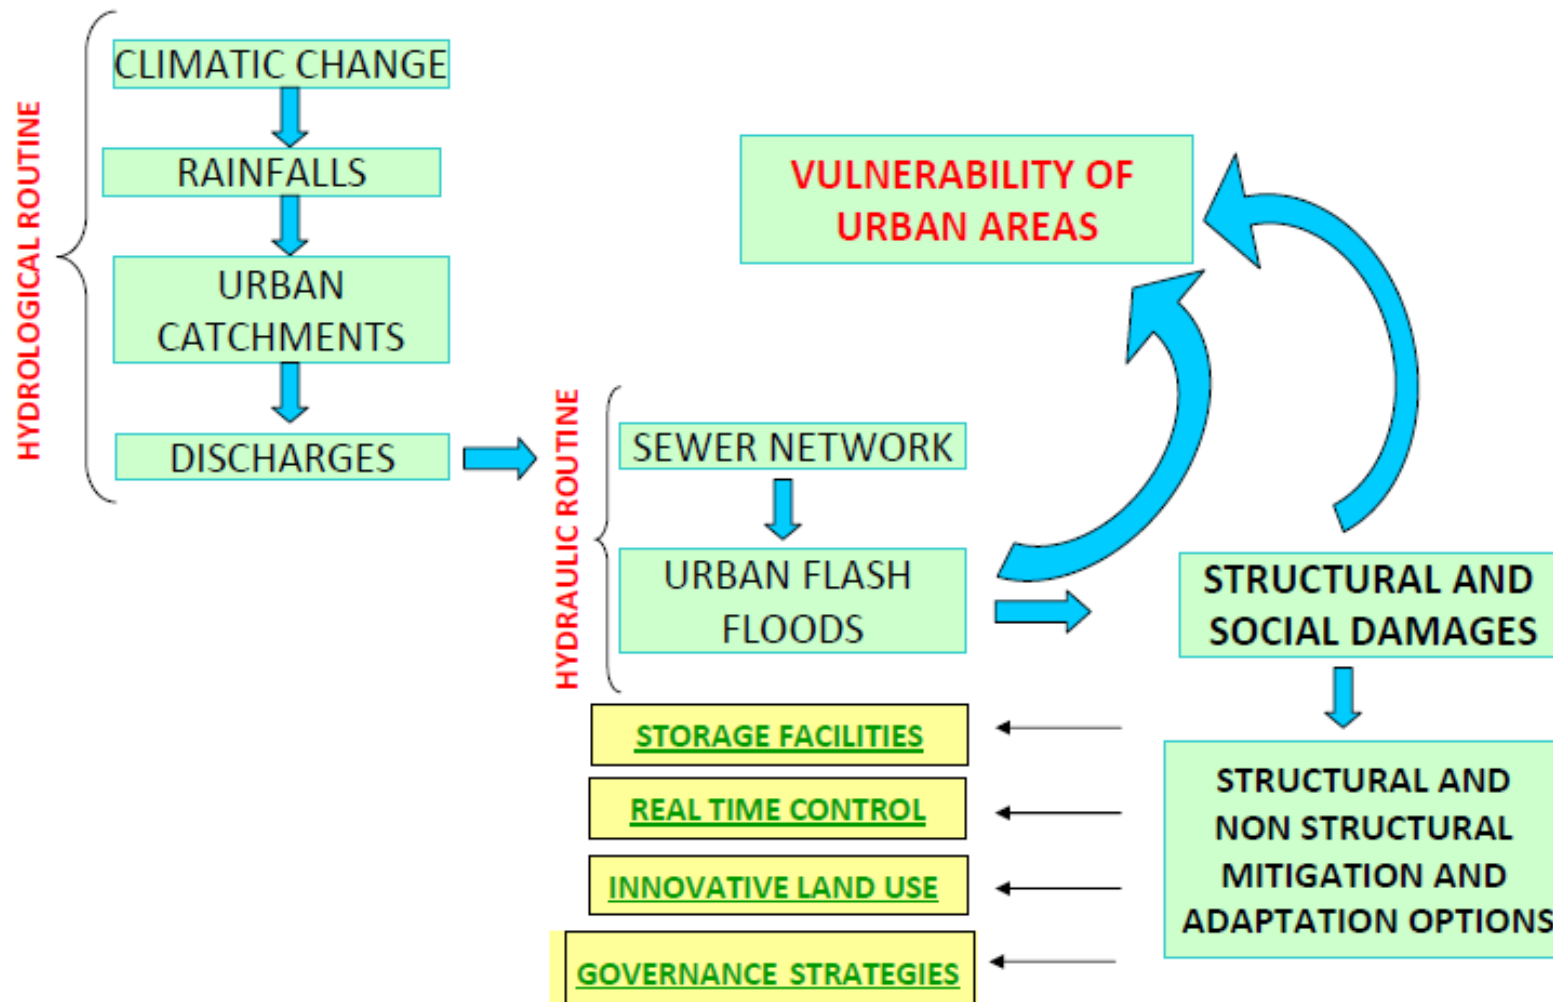 HYDROLOGICAL ROUTINE
CLIMATIC CHANGE
RAINFALLS
URBAN
CATCHMENTS
DISCHARGES
HYDRAULIC ROUTINE
SEWER NETWORK
URBAN FLASH
FLOODS
VULNERABILITY OF
URBAN AREAS
STRUCTURAL AND
SOCIAL DAMAGES
STRUCTURAL AND
NON STRUCTURAL
MITIGATION AND
ADAPTATION OPTIONS
STORAGE FACILITIES
REAL TIME CONTROL
INNOVATIVE LAND USE
GOVERNANCE STRATEGIES